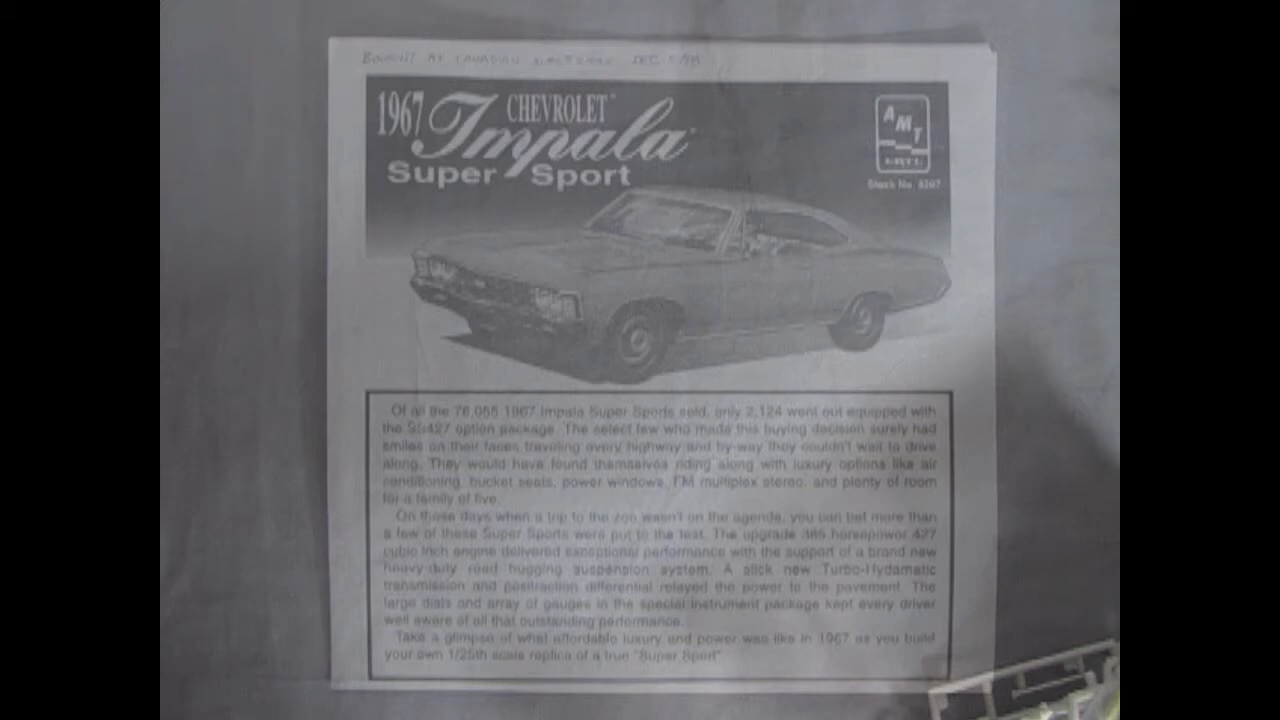 BOUGHT AT CANADIAN DEC
1967 CHEVROLET Impala
Super Sport
AMT
ERTL
Stock No. 8207
Of all the 76,055 1967 Impala Super Sports sold, only 2,124 went out equipped with
the SS427 option package. The select few who made this buying decision surely had
smiles on their faces traveling every highway and by-way they couldn't wait to drive
along. They would have found themselves riding along with luxury options like air
conditioning, bucket seats, power windows, FM multiplex stereo, and plenty of room
for a family of five.
On those days when a trip to the zoo wasn't on the agenda, you can bet more than
a few of these Super Sports were put to the test. The upgrade 385 horsepower 427
cubic inch engine delivered exceptional performance with the support of a brand new
heavy-duty road hugging suspension system. A slick new Turbo-Hydamatic
transmission and positraction differential relayed the power to the pavement. The
large dials and array of gauges in the special instrument package kept every driver
well aware of all that outstanding performance.
Take a glimpse of what affordable luxury and power was like in 1967 as you build
your own 1/25th scale replica of a true "Super Sport"